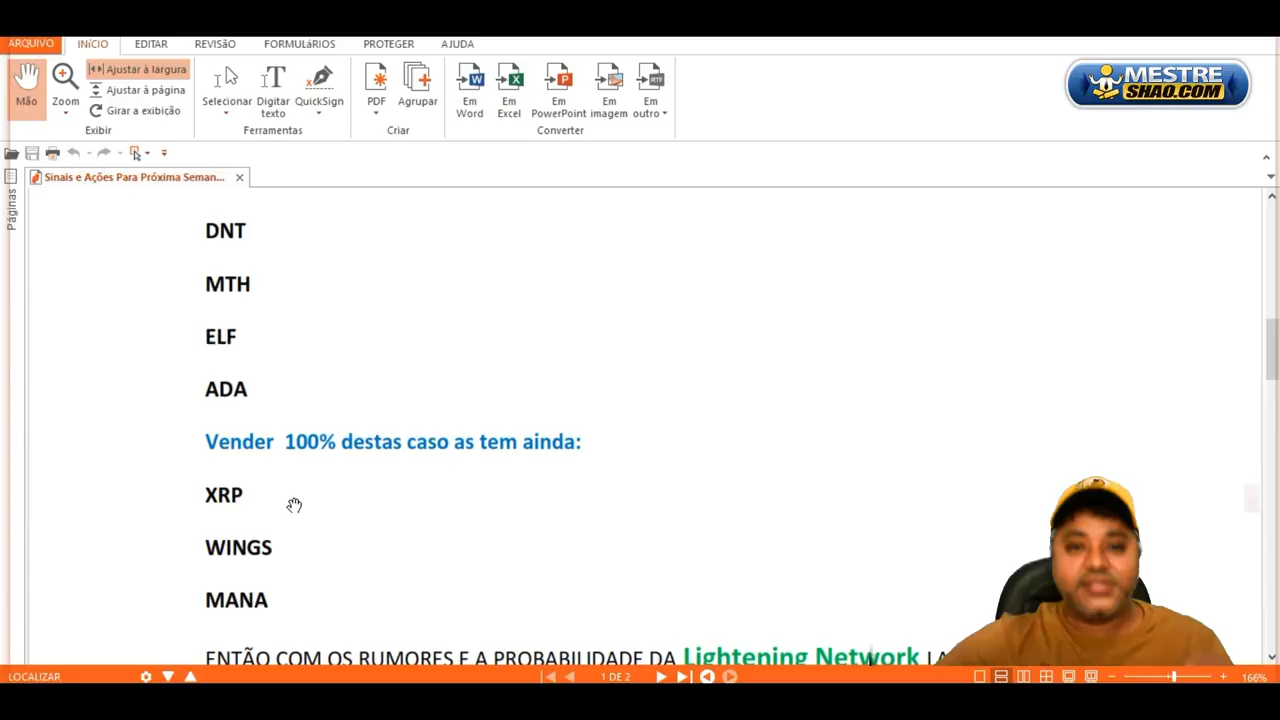 ARQUIVO INÍCIO EDITAR REVISÃO FORMULÁRIOS PROTEGER AJUDA
Mão
Zoom
Ajustar à largura
Ajustar à página
Girar a exibição
Exibir
Selecionar
Digitar texto
QuickSign
Ferramentas
PDF
Agrupar
Criar
Em Word
Em Excel
Em PowerPoint
Em imagem
Em outro
Converter
MESTRE
SHAO.COM
Sinais e Ações Para Próxima Seman...
Páginas
DNT
MTH
ELF
ADA
Vender 100% destas caso as tem ainda:
XRP
WINGS
MANA
ENTÃO COM OS RUMORES E A PROBABILIDADE DA Lightening Network
LOCALIZAR
1 DE 2
166%